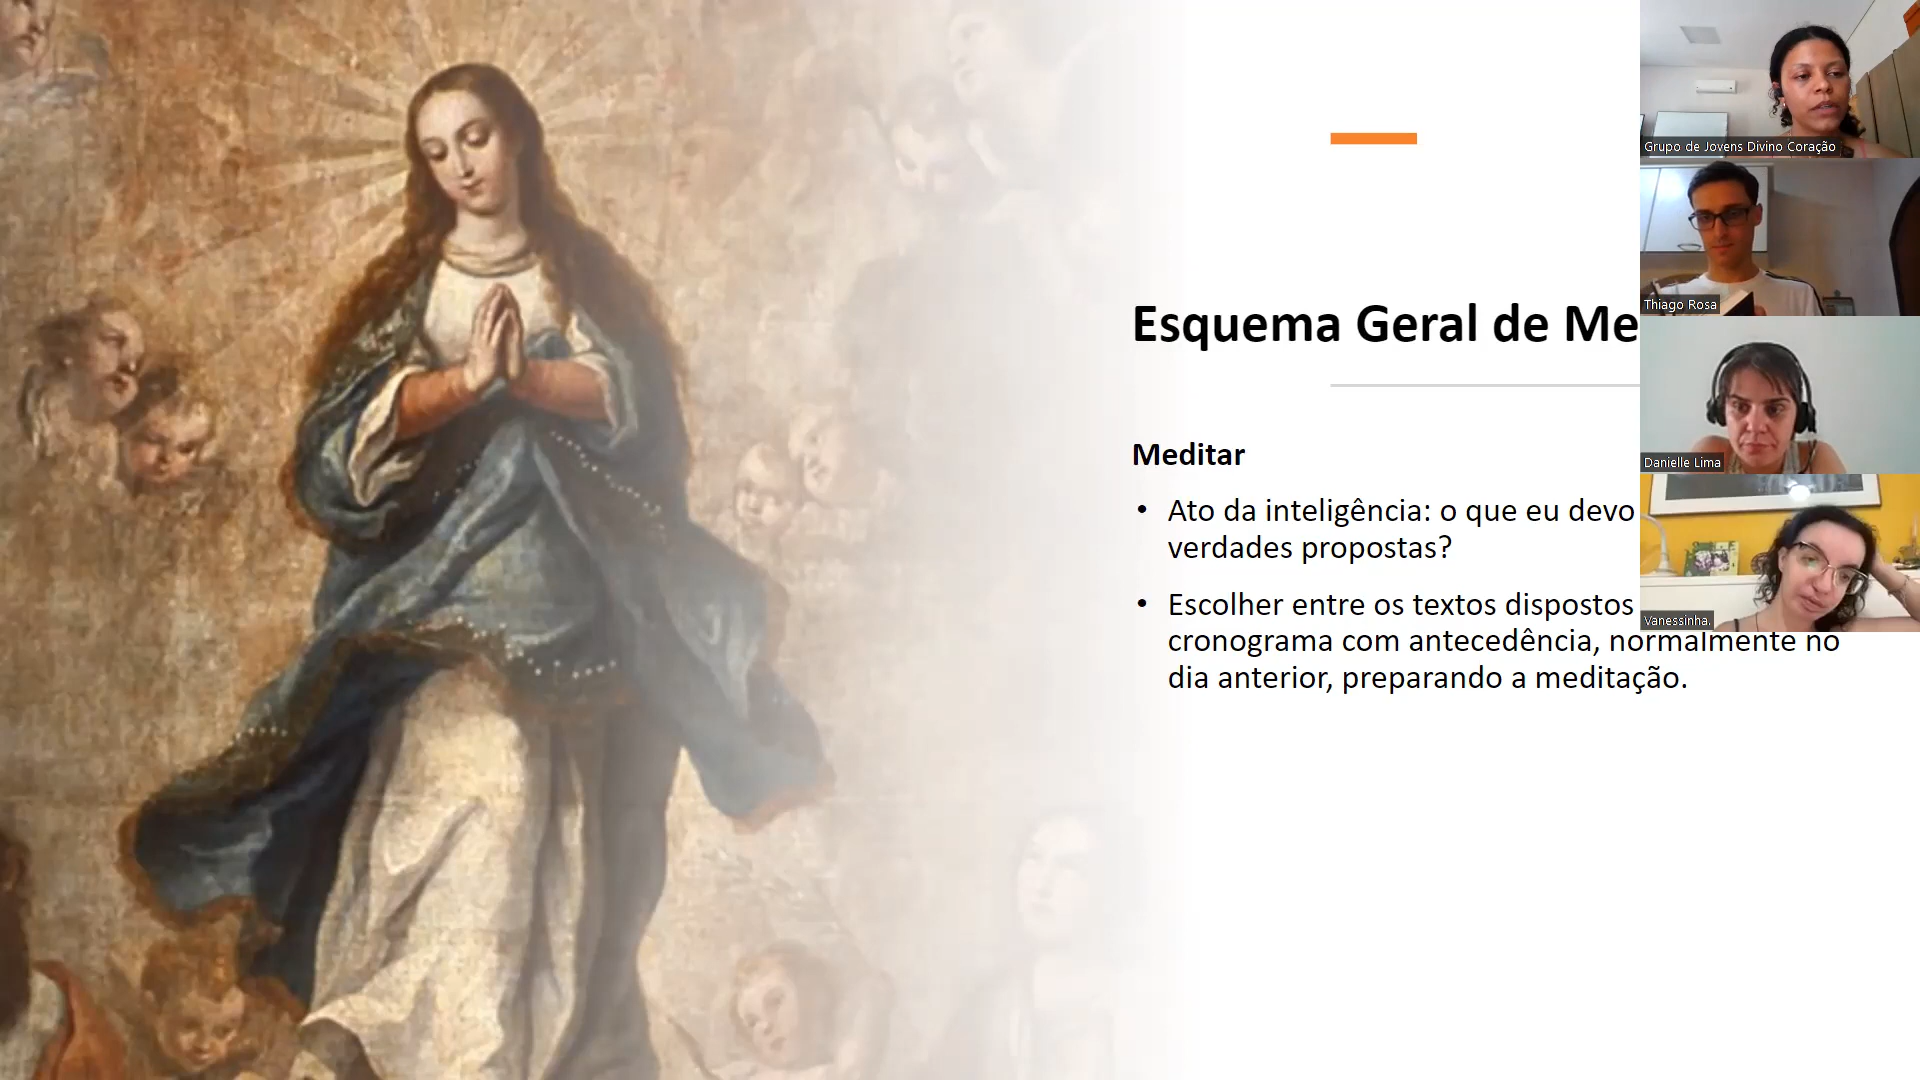 Esquema Geral de Me
Meditar
• Ato da inteligência: o que eu devo
verdades propostas?
• Escolher entre os textos dispostos
cronograma com antecedência, normalmente no
dia anterior, preparando a meditação.
Grupo de Jovens Divino Coração
Thiago Rosa
Danielle Lima
Vanessinha.